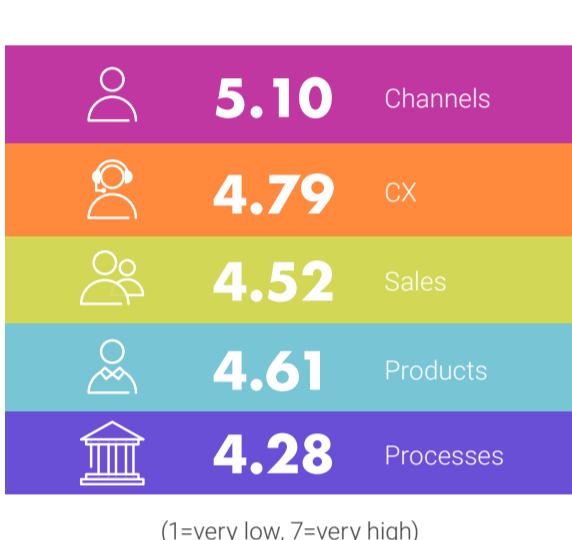 5.10 Channels
4.79 CX
4.52 Sales
4.61 Products
4.28 Processes
(1=very low, 7=very high)